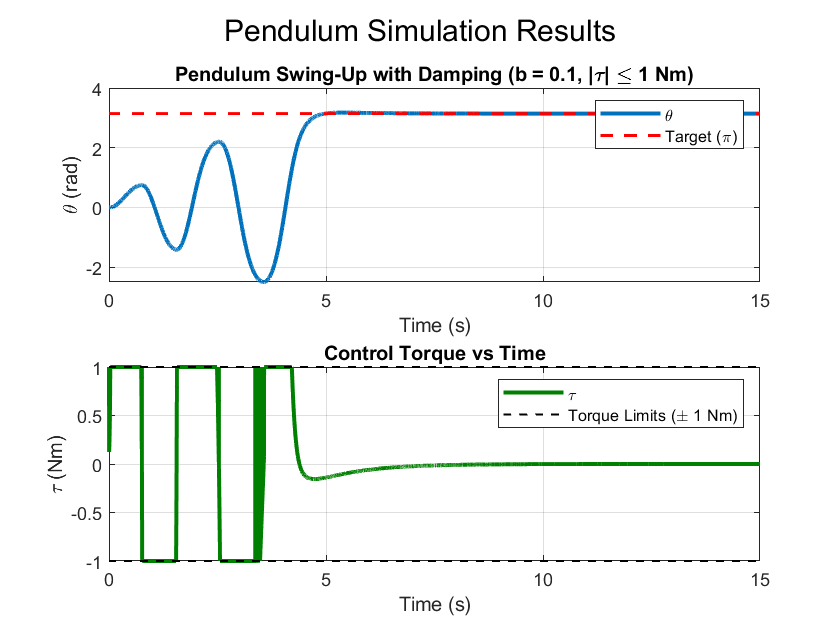 Pendulum Simulation Results
Pendulum Swing-Up with Damping (b = 0.1, |τ| ≤ 1 Nm)
4
2
0
-2
θ (rad)
θ
Target (π)
0 5 10 15
Time (s)
Control Torque vs Time
1
0.5
0
-0.5
-1
τ (Nm)
τ
Torque Limits (± 1 Nm)
0 5 10 15
Time (s)